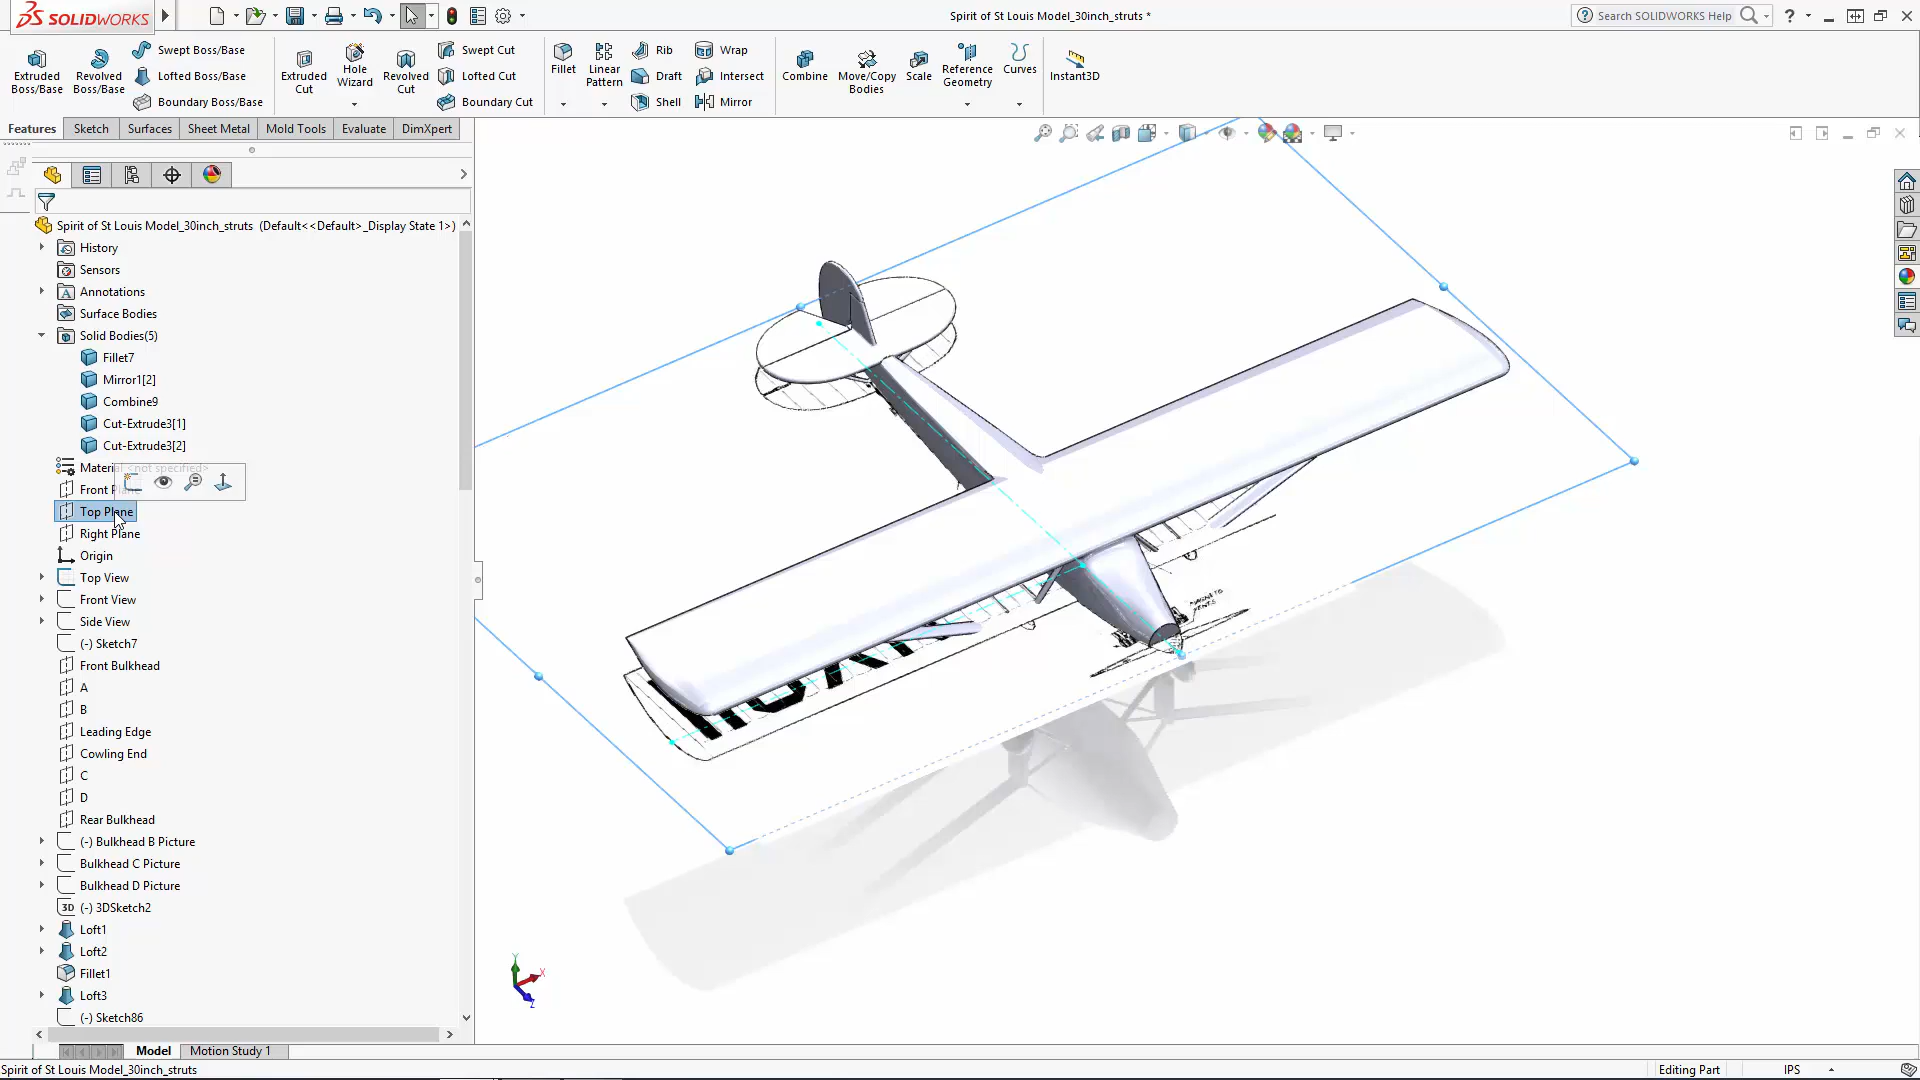 SOLIDWORKS
Spirit of St Louis Model_30inch_struts *
Search SOLIDWORKS Help
Extruded Boss/Base
Revolved Boss/Base
Swept Boss/Base
Lofted Boss/Base
Boundary Boss/Base
Extruded Cut
Hole Wizard
Revolved Cut
Swept Cut
Lofted Cut
Boundary Cut
Fillet
Linear Pattern
Rib
Draft
Shell
Wrap
Intersect
Mirror
Combine
Move/Copy Bodies
Scale
Reference Geometry
Curves
Instant3D
Features
Sketch
Surfaces
Sheet Metal
Mold Tools
Evaluate
DimXpert
Spirit of St Louis Model_30inch_struts (Default<<Default>_Display State 1>)
History
Sensors
Annotations
Surface Bodies
Solid Bodies(5)
Fillet7
Mirror1[2]
Combine9
Cut-Extrude3[1]
Cut-Extrude3[2]
Material <not specified>
Front Plane
Top Plane
Right Plane
Origin
Top View
Front View
Side View
(-) Sketch7
Front Bulkhead
A
B
Leading Edge
Cowling End
C
D
Rear Bulkhead
(-) Bulkhead B Picture
Bulkhead C Picture
Bulkhead D Picture
3D (-) 3DSketch2
Loft1
Loft2
Fillet1
Loft3
(-) Sketch86
MAGNETO
VENTS
Y
X
Z
Model
Motion Study 1
Spirit of St Louis Model_30inch_struts
Editing Part
IPS